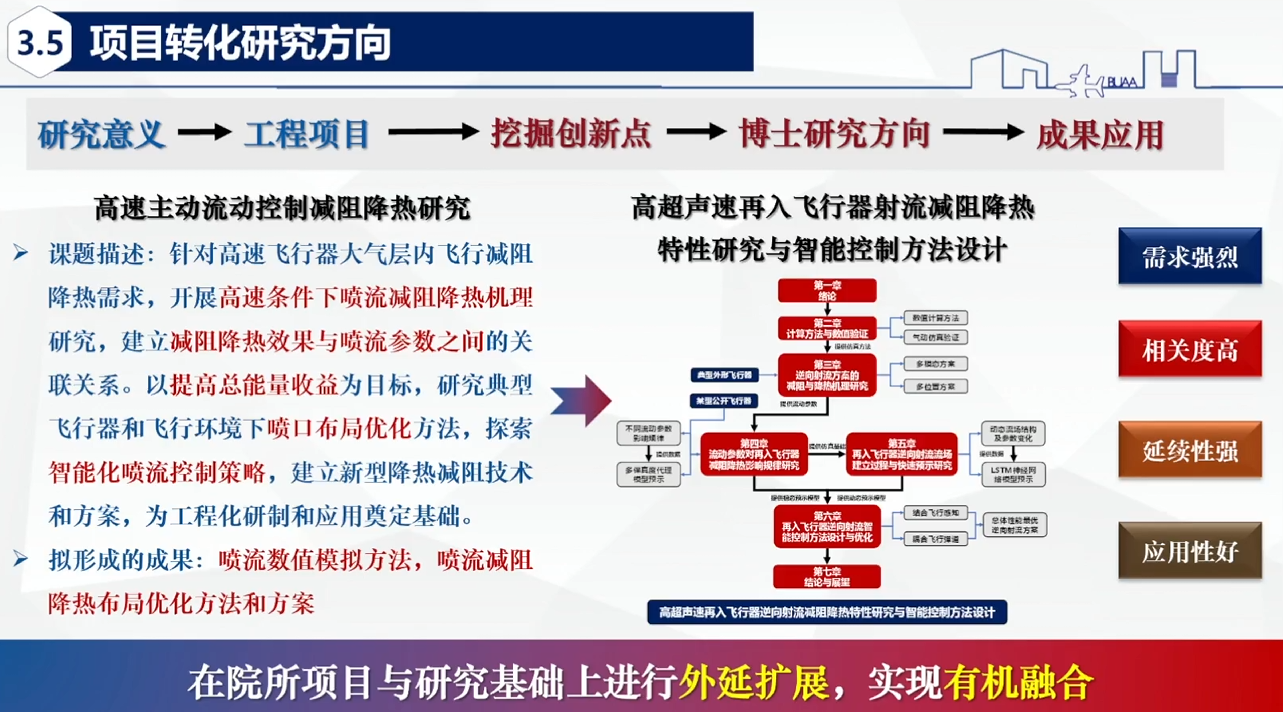 3.5 项目转化研究方向
BUAA
研究意义 工程项目 挖掘创新点 博士研究方向 成果应用
高速主动流动控制减阻降热研究
课题描述：针对高速飞行器大气层内飞行减阻
降热需求，开展高速条件下喷流减阻降热机理
研究，建立减阻降热效果与喷流参数之间的关
联关系。以提高总能量收益为目标，研究典型
飞行器和飞行环境下喷口布局优化方法，探索
智能化喷流控制策略，建立新型降热减阻技术
和方案，为工程化研制和应用奠定基础。
拟形成的成果：喷流数值模拟方法，喷流减阻
降热布局优化方法和方案
高超声速再入飞行器射流减阻降热
特性研究与智能控制方法设计
第一章
绪论
第二章
计算方法与数值验证
数值计算方法
气动仿真验证
提供仿真方法
第三章
逆向射流方案的
减阻与降热机理研究
典型外形飞行器
某型公开飞行器
多模态方案
多位置方案
提供流动参数
不同流动参数
影响规律
提供数据
多保真度代理
模型预示
第四章
流动参数对再入飞行器
减阻降热影响规律研究
提供仿真基础
第五章
再入飞行器逆向射流流场
建立过程与快速预示研究
动态流场结构
及参数变化
提供数据
LSTM神经网
络模型预示
提供稳态预示模型
提供动态预示模型
第六章
再入飞行器逆向射流智
能控制方法设计与优化
结合飞行感知
耦合飞行弹道
总体性能最优
逆向射流方案
第七章
结论与展望
高超声速再入飞行器逆向射流减阻降热特性研究与智能控制方法设计
需求强烈
相关度高
延续性强
应用性好
在院所项目与研究基础上进行外延扩展，实现有机融合